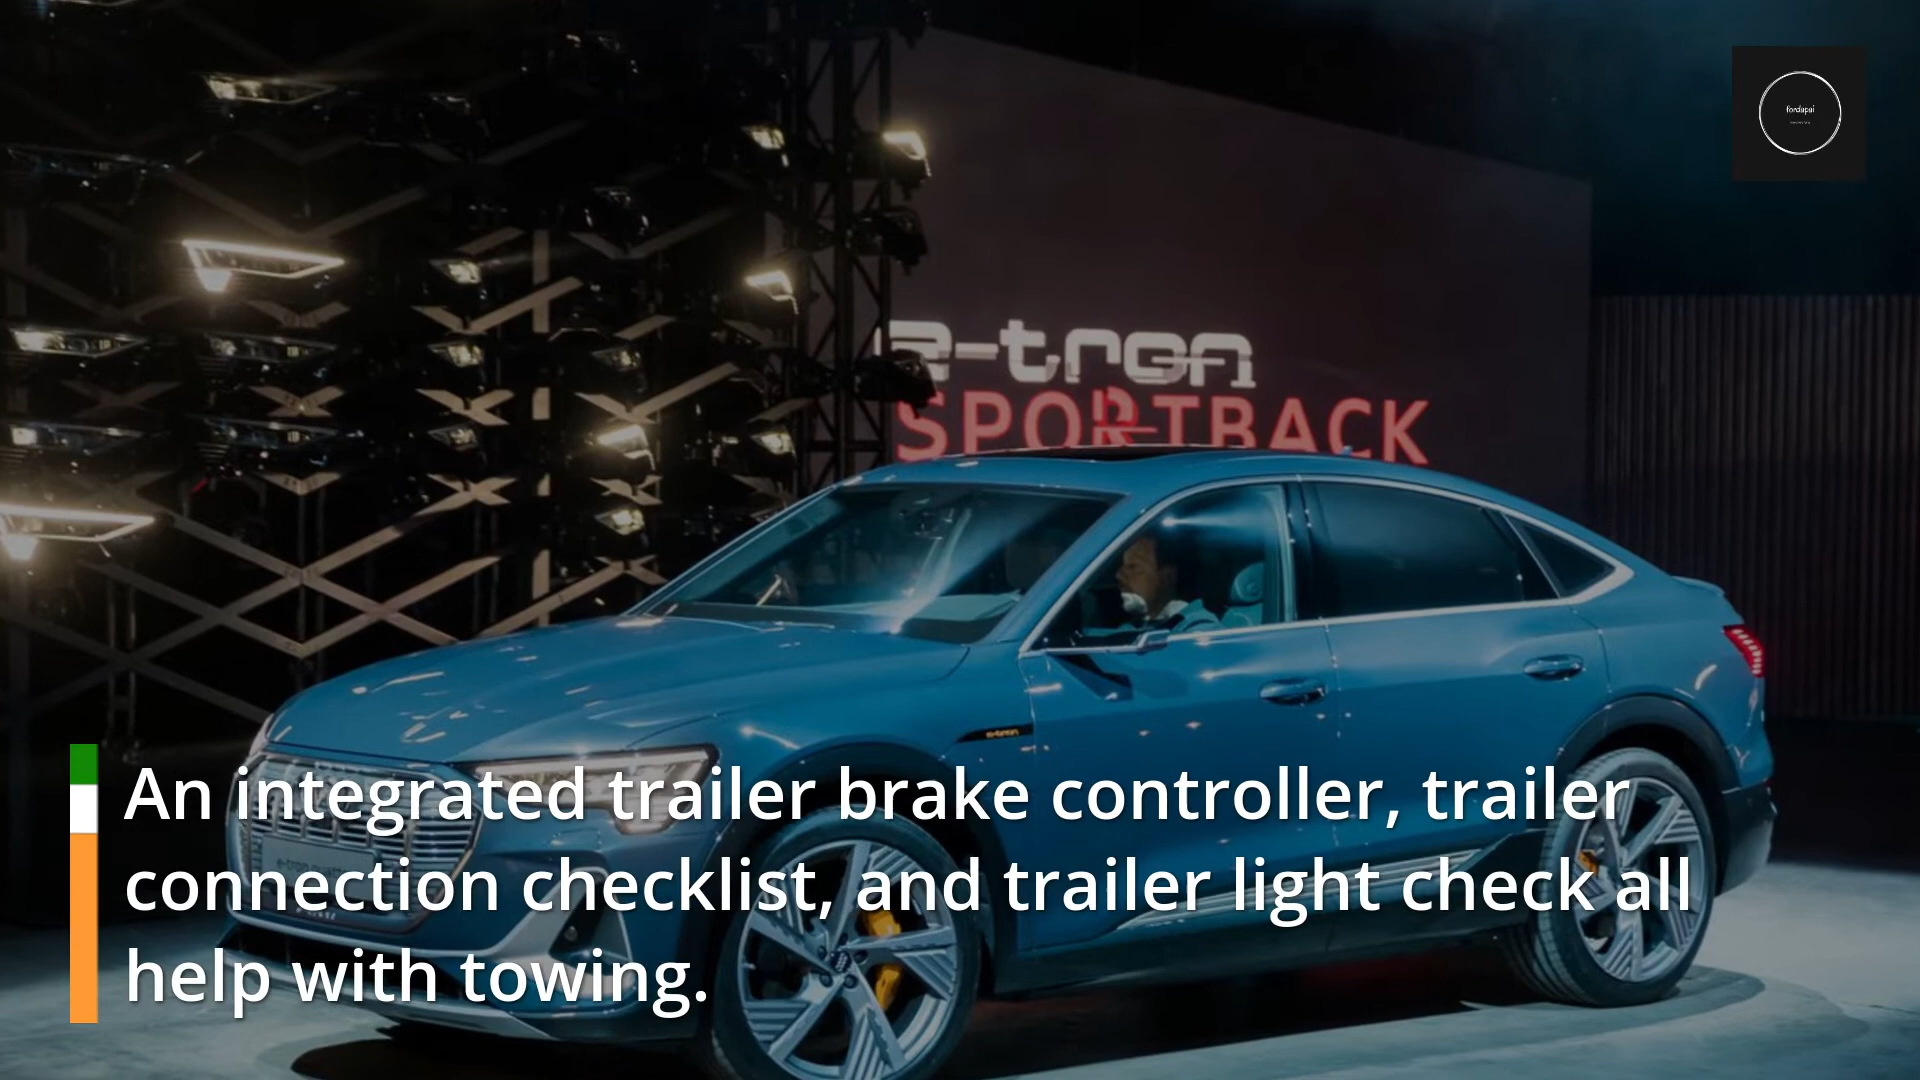 fordapai
e-tron
SPORTBACK
e-tron
An integrated trailer brake controller, trailer
connection checklist, and trailer light check all
help with towing.